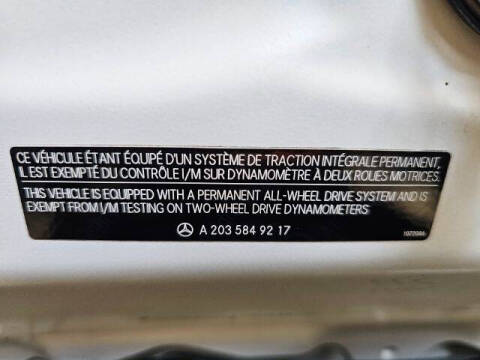 CE VÉHICULE ÉTANT ÉQUIPÉ D'UN SYSTÈME DE TRACTION INTÉGRALE PERMANENT,
IL EST EXEMPTÉ DU CONTRÔLE I/M SUR DYNAMOMÈTRE À DEUX ROUES MOTRICES.
THIS VEHICLE IS EQUIPPED WITH A PERMANENT ALL-WHEEL DRIVE SYSTEM AND IS
EXEMPT FROM I/M TESTING ON TWO-WHEEL DRIVE DYNAMOMETERS
A 203 584 92 17